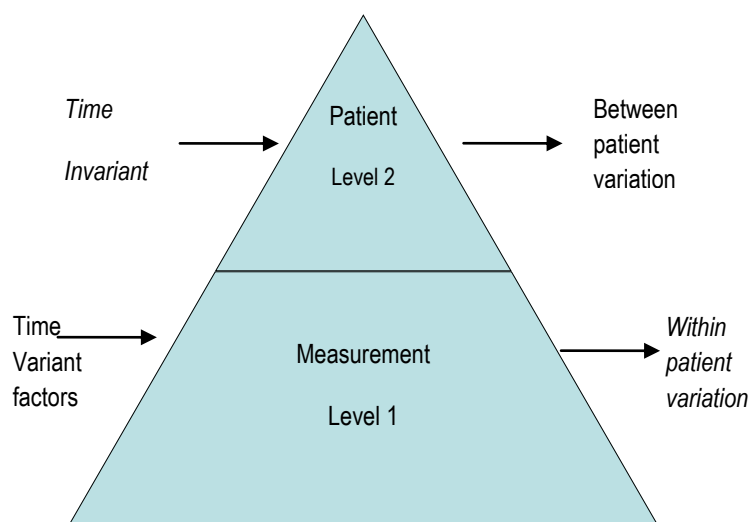 Time
Invariant
Patient
Level 2
Between
patient
variation
Time
Variant
factors
Measurement
Level 1
Within
patient
variation